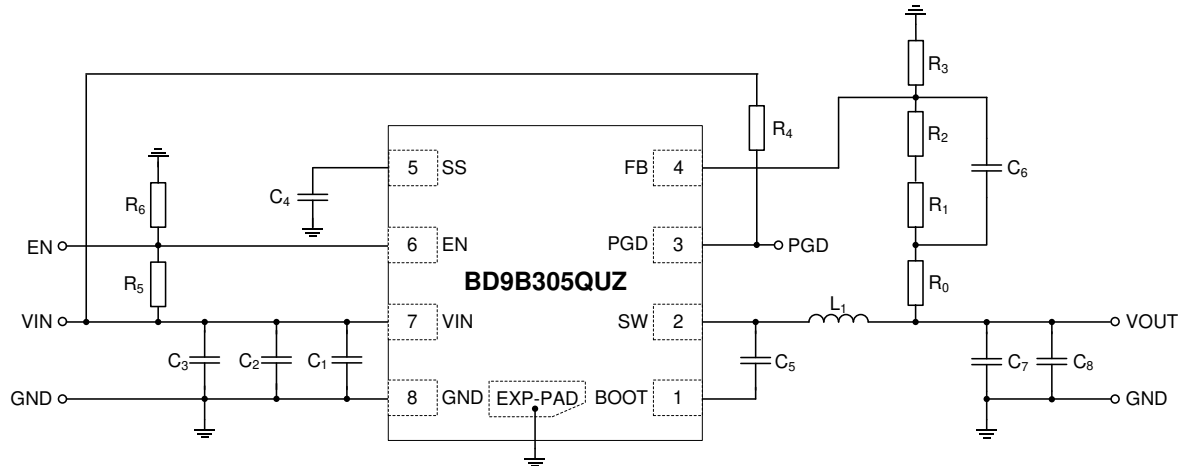 R₃
R₄
R₂
5 SS
FB 4
C₄
C₆
R₆
R₁
EN
6 EN
PGD 3
PGD
BD9B305QUZ
R₅
R₀
L₁
VIN
7 VIN
SW 2
VOUT
C₃ C₂ C₁
C₅
C₇ C₈
GND
8 GND
EXP-PAD
BOOT 1
GND